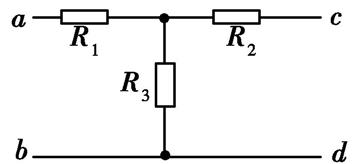 a R₁ R₂ c
R₃
b d